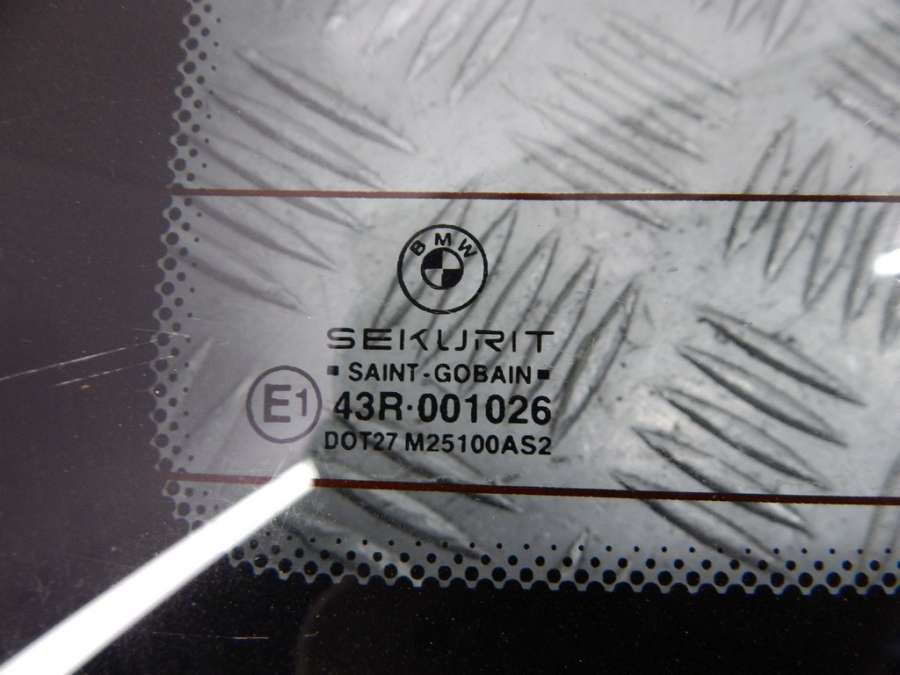 BMW
SEKURIT
▪ SAINT-GOBAIN ▪
E1 43R·001026
DOT27 M25100AS2